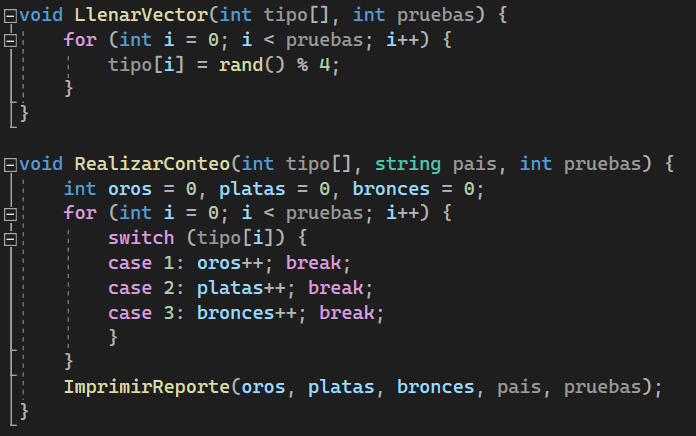 void LlenarVector(int tipo[], int pruebas) {
for (int i = 0; i < pruebas; i++) {
tipo[i] = rand() % 4;
}
}
void RealizarConteo(int tipo[], string pais, int pruebas) {
int oros = 0, platas = 0, bronces = 0;
for (int i = 0; i < pruebas; i++) {
switch (tipo[i]) {
case 1: oros++; break;
case 2: platas++; break;
case 3: bronces++; break;
}
}
ImprimirReporte(oros, platas, bronces, pais, pruebas);
}